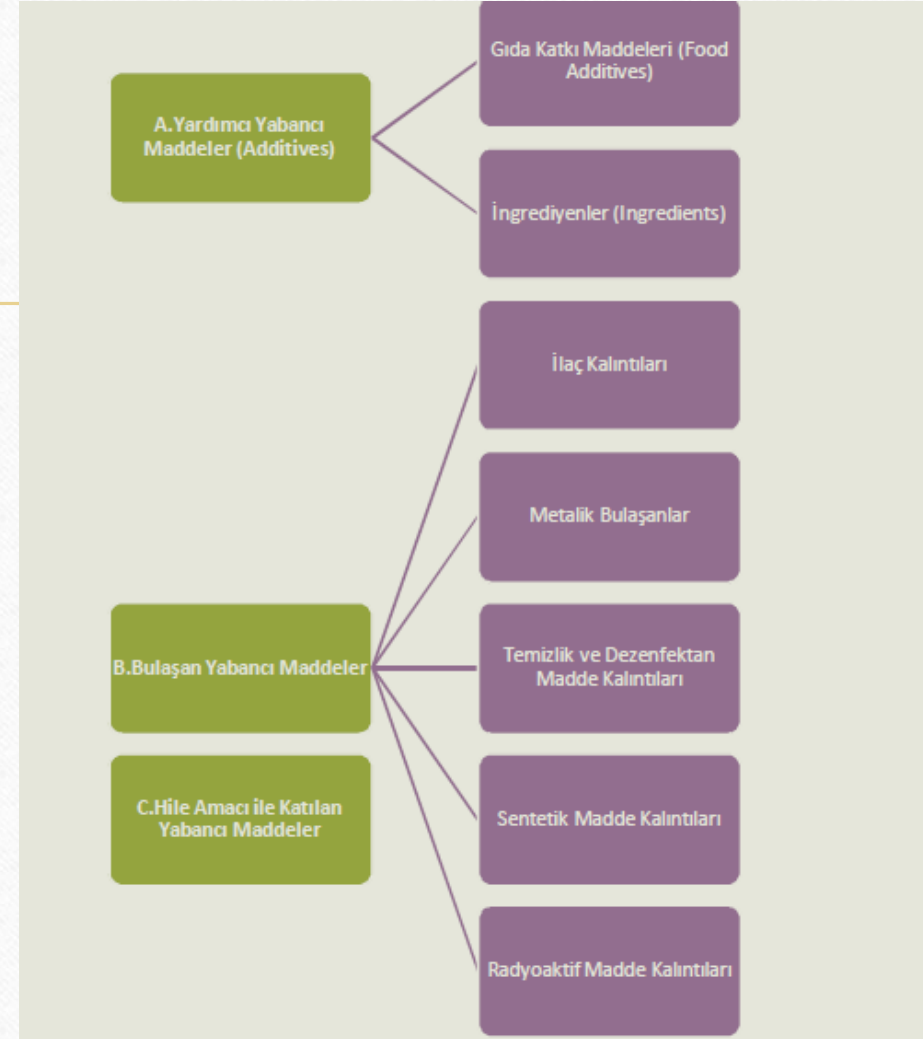 A.Yardımcı Yabancı
Maddeler (Additives)
Gıda Katkı Maddeleri (Food
Additives)
İngrediyenler (Ingredients)
B.Bulaşan Yabancı Maddeler
İlaç Kalıntıları
Metalik Bulaşanlar
Temizlik ve Dezenfektan
Madde Kalıntıları
Sentetik Madde Kalıntıları
Radyoaktif Madde Kalıntıları
C.Hile Amacı ile Katılan
Yabancı Maddeler